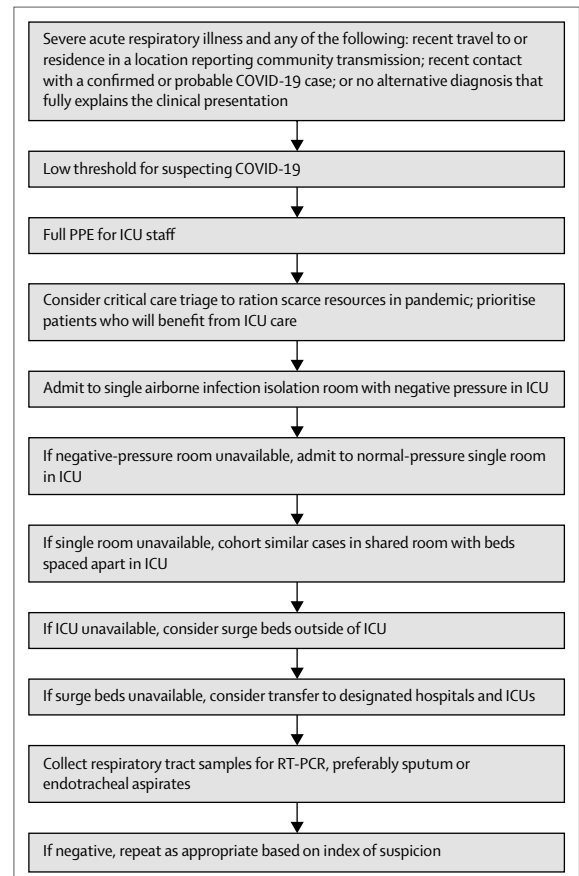 Severe acute respiratory illness and any of the following: recent travel to or
residence in a location reporting community transmission; recent contact
with a confirmed or probable COVID-19 case; or no alternative diagnosis that
fully explains the clinical presentation
Low threshold for suspecting COVID-19
Full PPE for ICU staff
Consider critical care triage to ration scarce resources in pandemic; prioritise
patients who will benefit from ICU care
Admit to single airborne infection isolation room with negative pressure in ICU
If negative-pressure room unavailable, admit to normal-pressure single room
in ICU
If single room unavailable, cohort similar cases in shared room with beds
spaced apart in ICU
If ICU unavailable, consider surge beds outside of ICU
If surge beds unavailable, consider transfer to designated hospitals and ICUs
Collect respiratory tract samples for RT-PCR, preferably sputum or
endotracheal aspirates
If negative, repeat as appropriate based on index of suspicion